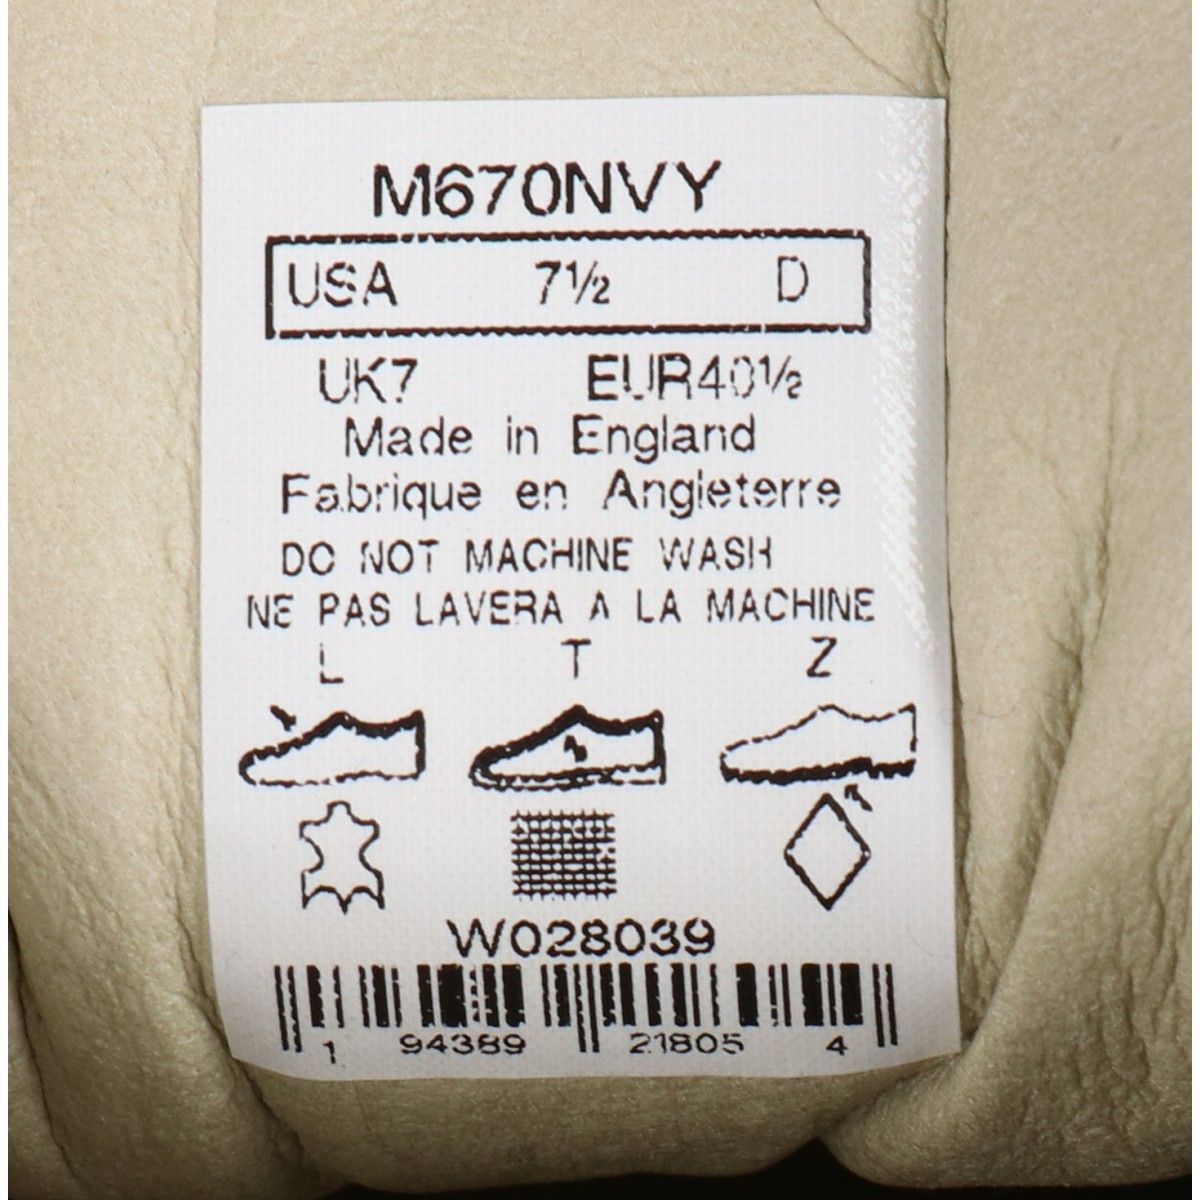 M670NVY
USA 7½ D
UK7 EUR40½
Made in England
Fabrique en Angleterre
DO NOT MACHINE WASH
NE PAS LAVERA A LA MACHINE
L T Z
W028039
1 94389 21805 4